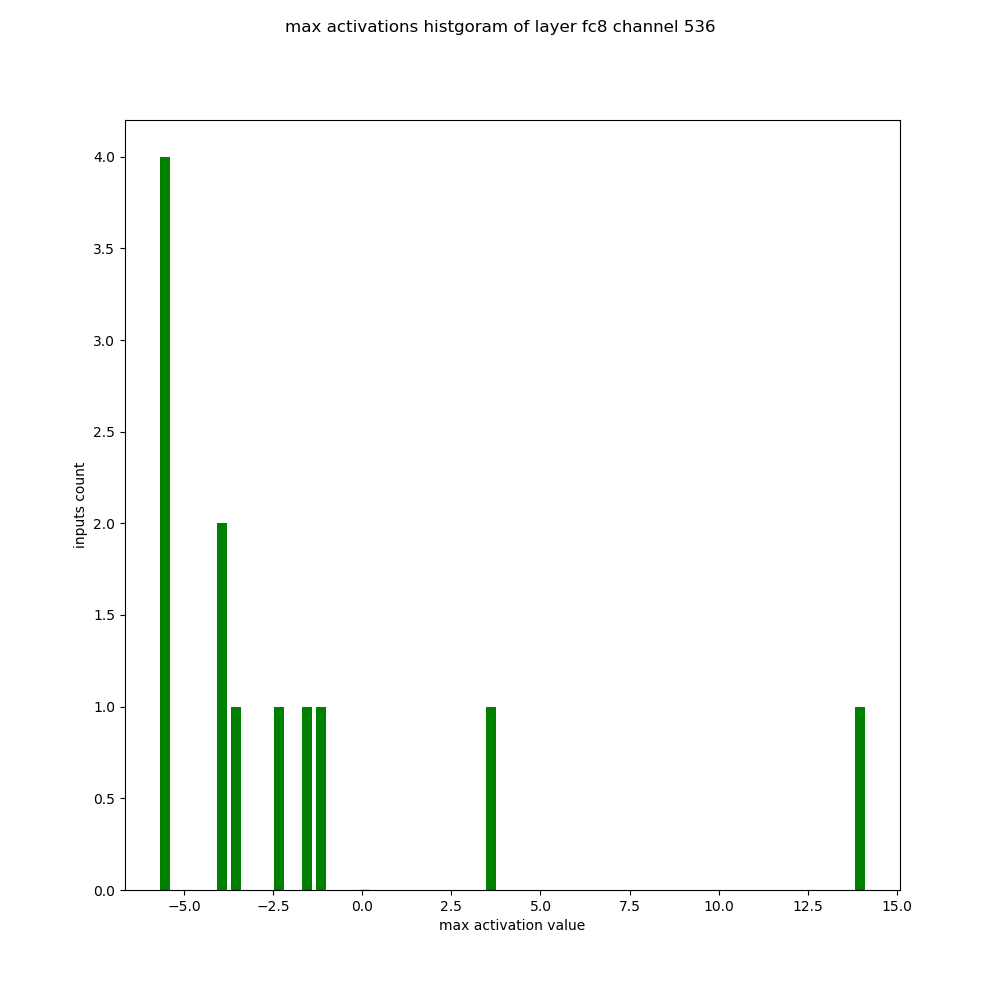 max activations histgoram of layer fc8 channel 536
4.0
3.5
3.0
2.5
2.0
1.5
1.0
0.5
0.0
inputs count
−5.0 −2.5 0.0 2.5 5.0 7.5 10.0 12.5 15.0
max activation value